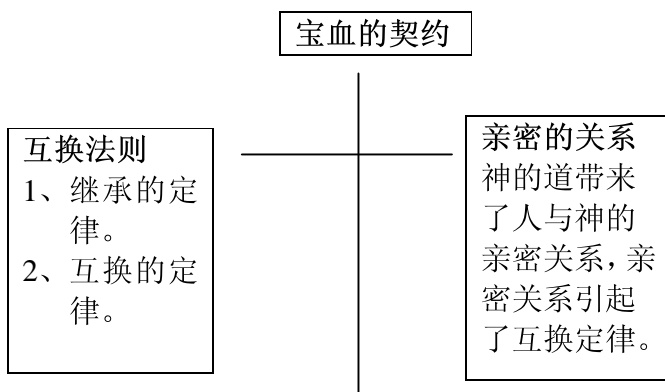 宝血的契约
互换法则
1、继承的定
律。
2、互换的定
律。
亲密的关系
神的道带来
了人与神的
亲密关系，亲
密关系引起
了互换定律。